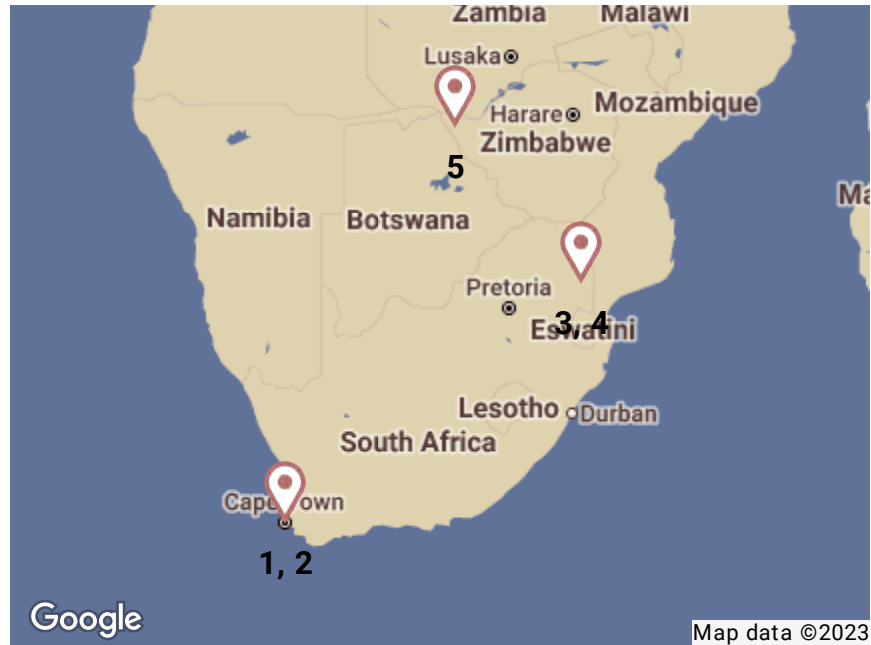 Zambia
Malawi
Lusaka
Mozambique
Harare
Zimbabwe
5
Ma
Namibia
Botswana
Pretoria
3, 4
Eswatini
Lesotho
Durban
South Africa
Cape Town
1, 2
Google
Map data ©2023